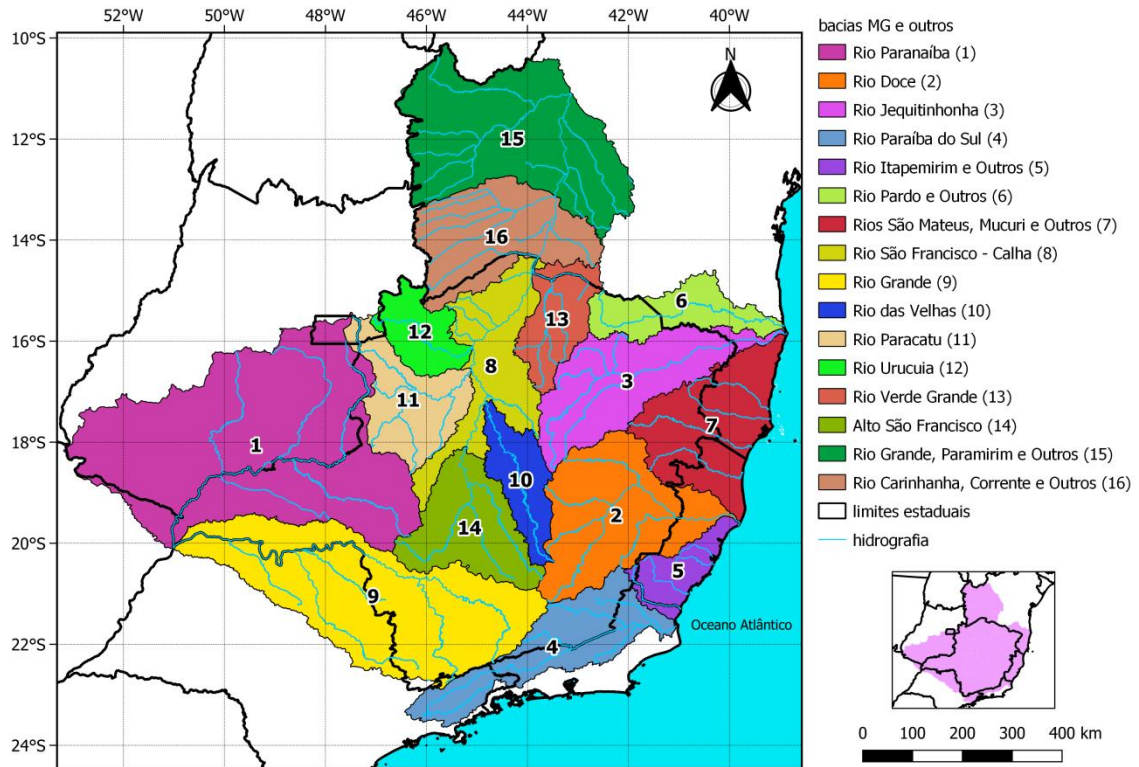 52°W 50°W 48°W 46°W 44°W 42°W 40°W
10°S
12°S
14°S
16°S
18°S
20°S
22°S
24°S
N
15
16
6
13
12
8
3
11
7
1
10
2
14
5
9
4
Oceano Atlântico
bacias MG e outros
Rio Paranaíba (1)
Rio Doce (2)
Rio Jequitinhonha (3)
Rio Paraíba do Sul (4)
Rio Itapemirim e Outros (5)
Rio Pardo e Outros (6)
Rios São Mateus, Mucuri e Outros (7)
Rio São Francisco - Calha (8)
Rio Grande (9)
Rio das Velhas (10)
Rio Paracatu (11)
Rio Urucuia (12)
Rio Verde Grande (13)
Alto São Francisco (14)
Rio Grande, Paramirim e Outros (15)
Rio Carinhanha, Corrente e Outros (16)
limites estaduais
hidrografia
0 100 200 300 400 km